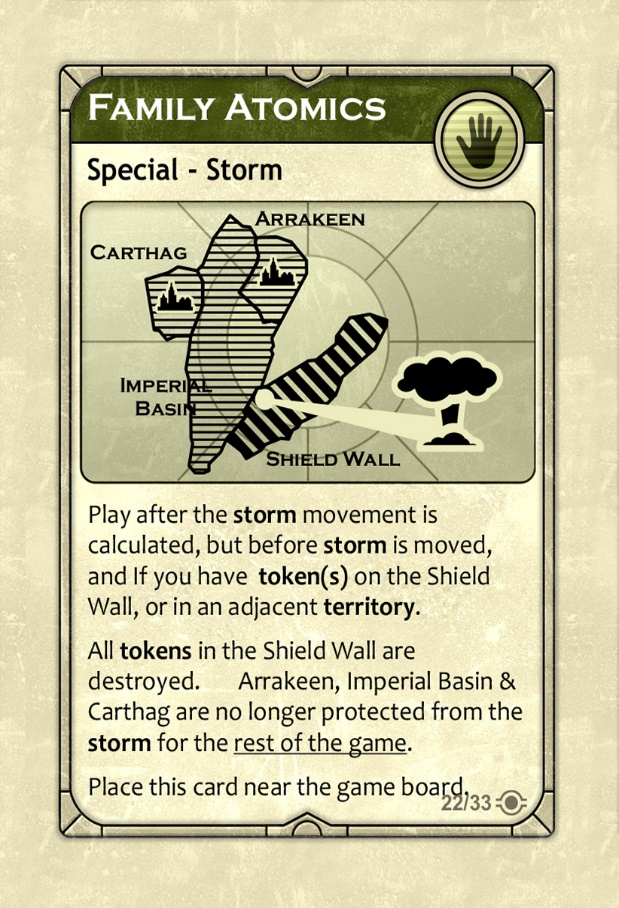 Family Atomics
Special - Storm
Arrakeen
Carthag
Imperial
Basin
Shield Wall
Play after the storm movement is
calculated, but before storm is moved,
and If you have token(s) on the Shield
Wall, or in an adjacent territory.
All tokens in the Shield Wall are
destroyed. Arrakeen, Imperial Basin &
Carthag are no longer protected from the
storm for the rest of the game.
Place this card near the game board.
22/33